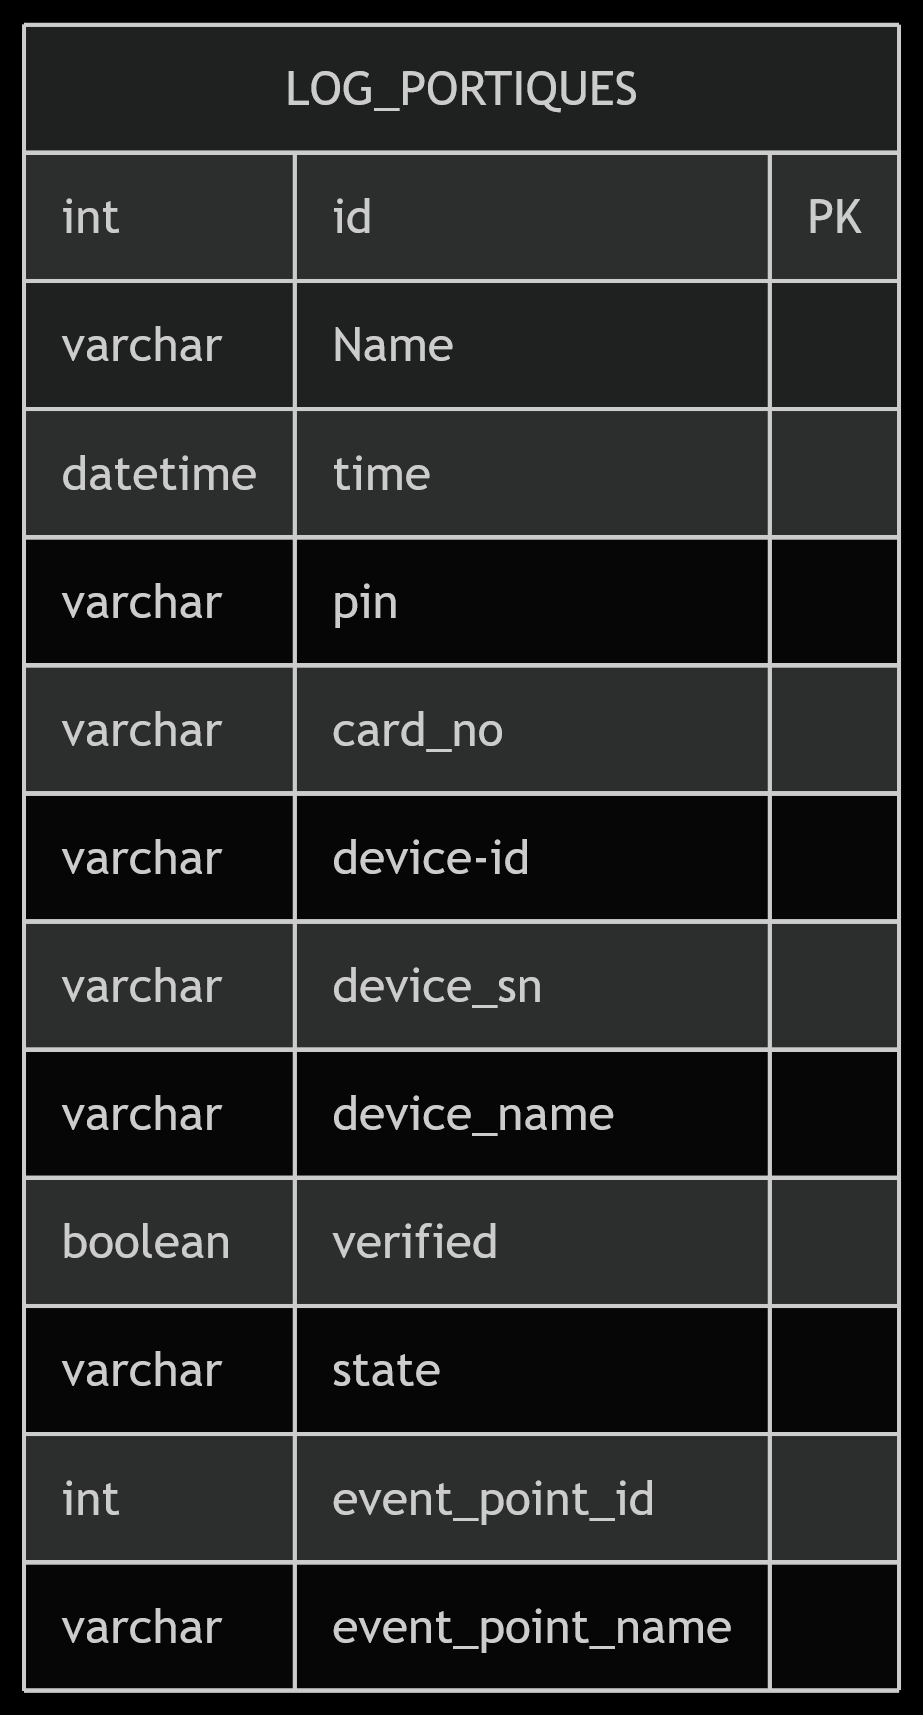 LOG_PORTIQUES
int id PK
varchar Name
datetime time
varchar pin
varchar card_no
varchar device-id
varchar device_sn
varchar device_name
boolean verified
varchar state
int event_point_id
varchar event_point_name